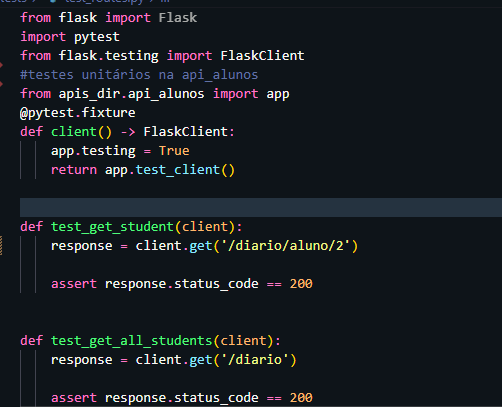 test_routes.py
from flask import Flask
import pytest
from flask.testing import FlaskClient
#testes unitários na api_alunos
from apis_dir.api_alunos import app
@pytest.fixture
def client() -> FlaskClient:
    app.testing = True
    return app.test_client()
def test_get_student(client):
    response = client.get('/diario/aluno/2')
    assert response.status_code == 200
def test_get_all_students(client):
    response = client.get('/diario')
    assert response.status_code == 200